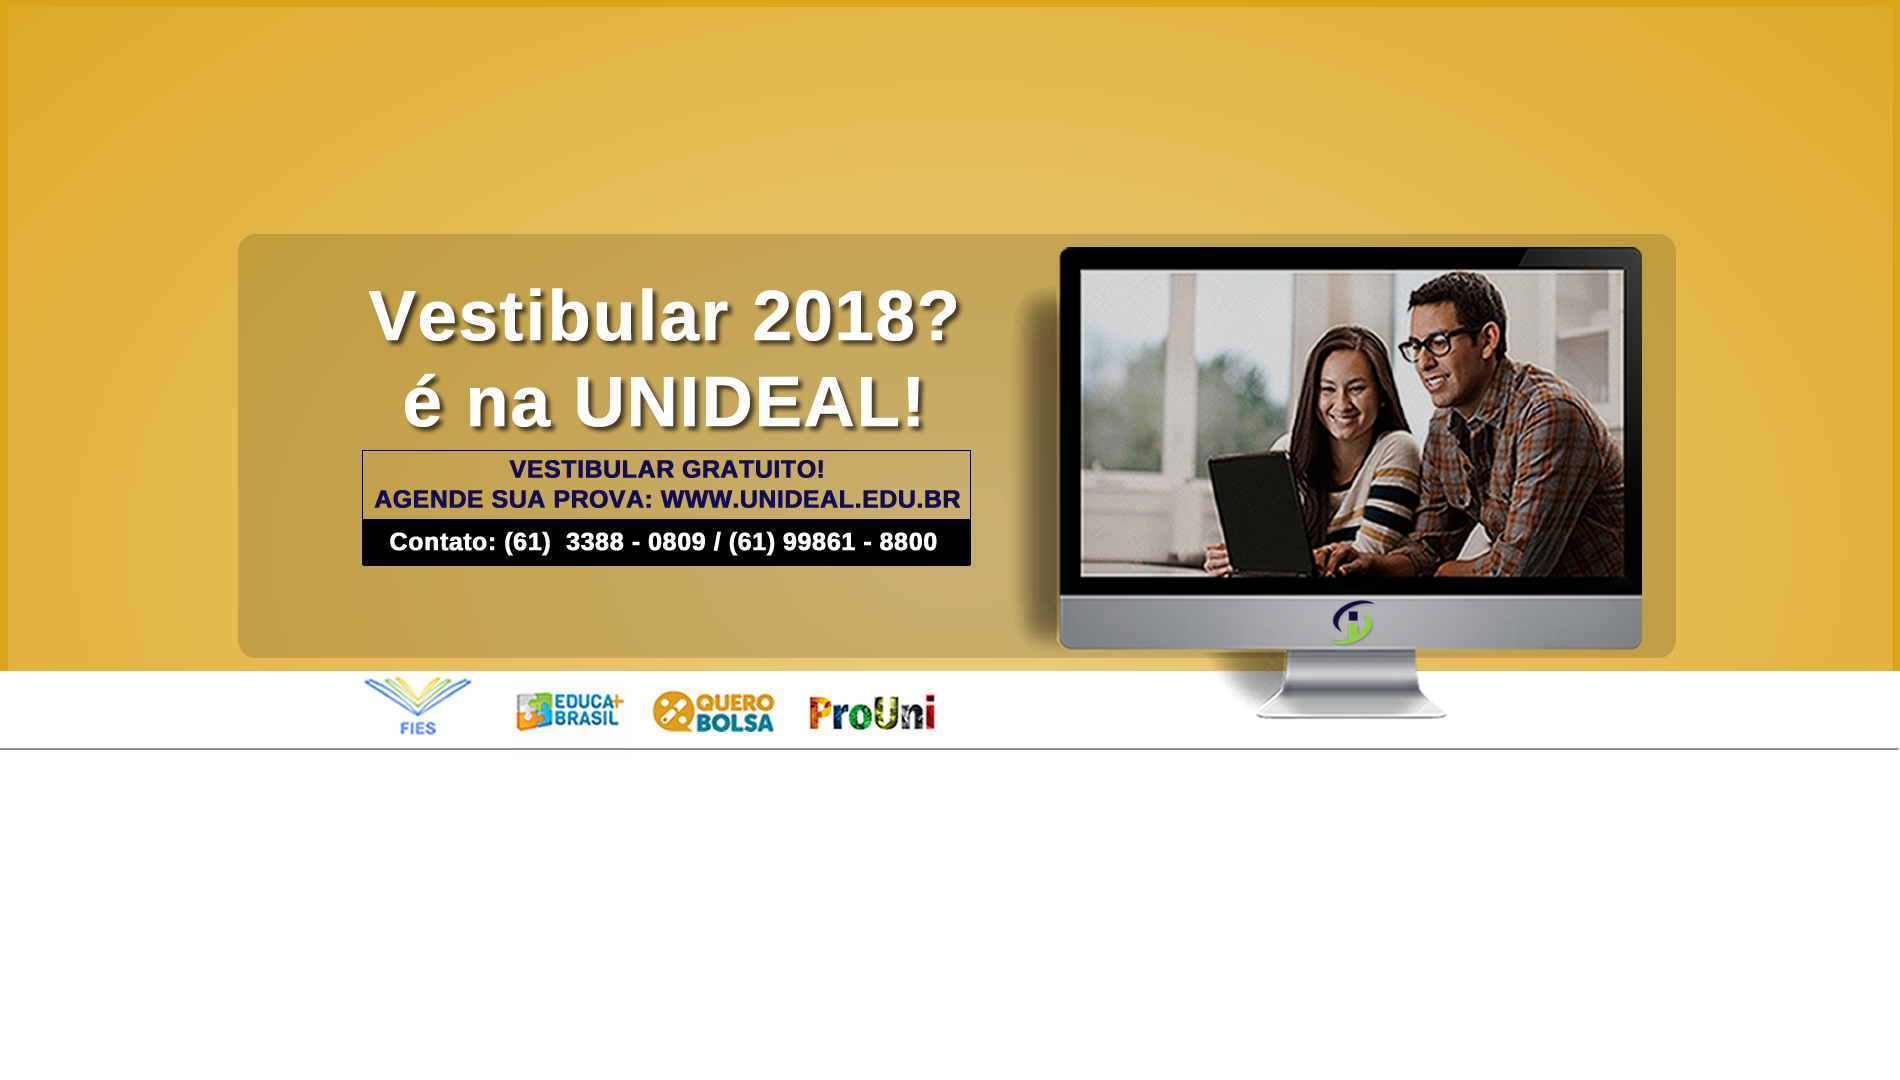 Vestibular 2018?
é na UNIDEAL!
VESTIBULAR GRATUITO!
AGENDE SUA PROVA: WWW.UNIDEAL.EDU.BR
Contato: (61)  3388 - 0809 / (61) 99861 - 8800
FIES
EDUCA+
BRASIL
QUERO
BOLSA
ProUni